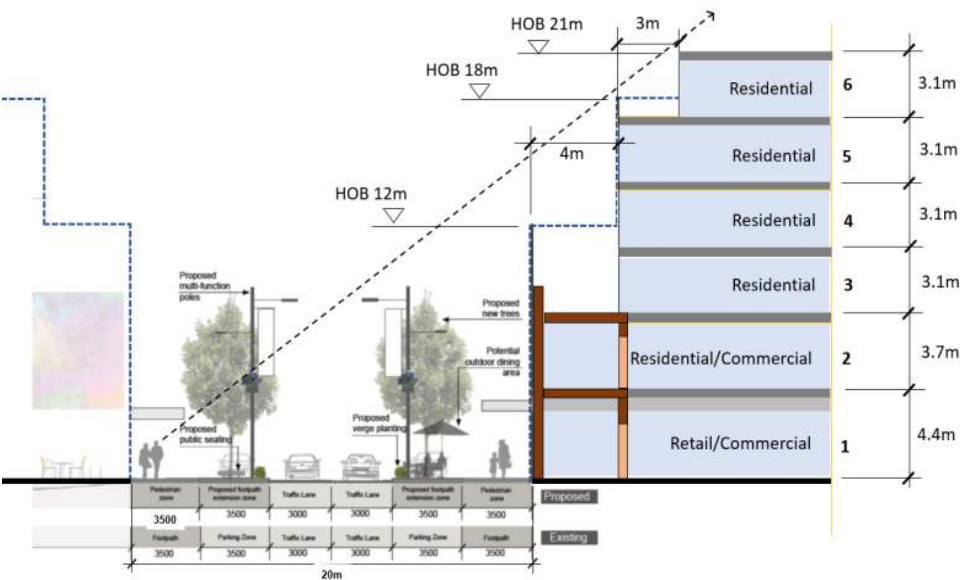 HOB 21m
3m
HOB 18m
6
Residential
3.1m
4m
Residential
5
3.1m
HOB 12m
Residential
4
3.1m
Proposed
multi-function
poles
Residential
3
3.1m
Proposed
new trees
Potential
outdoor dining
area
Residential/Commercial
2
3.7m
Proposed
public seating
Proposed
verge planting
Retail/Commercial
1
4.4m
Pedestrian
zone
Proposed footpath
extension zone
Traffic Lane
Traffic Lane
Proposed footpath
extension zone
Pedestrian
zone
Proposed
3500
3500
3000
3000
3500
3500
Footpath
Parking Zone
Traffic Lane
Traffic Lane
Parking Zone
Footpath
Existing
3500
3500
3000
3000
3500
3500
20m